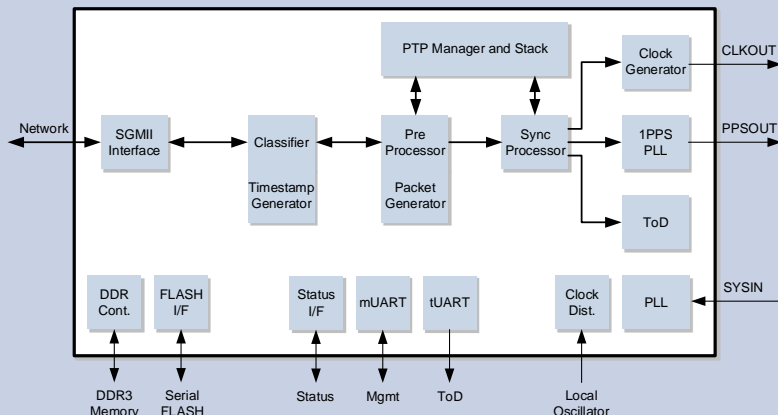 PTP Manager and Stack
Clock
Generator
CLKOUT
Network
SGMII
Interface
Classifier
Timestamp
Generator
Pre
Processor
Packet
Generator
Sync
Processor
1PPS
PLL
PPSOUT
ToD
DDR
Cont.
FLASH
I/F
Status
I/F
mUART
tUART
Clock
Dist.
PLL
SYSIN
DDR3
Memory
Serial
FLASH
Status
Mgmt
ToD
Local
Oscillator